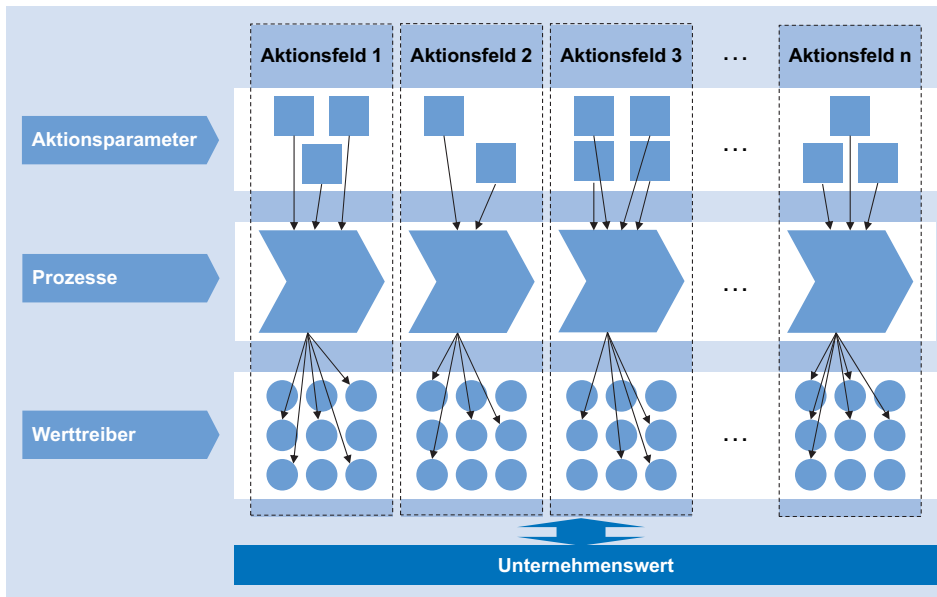 Aktionsfeld 1 Aktionsfeld 2 Aktionsfeld 3 ... Aktionsfeld n
Aktionsparameter ...
Prozesse ...
Werttreiber ...
Unternehmenswert